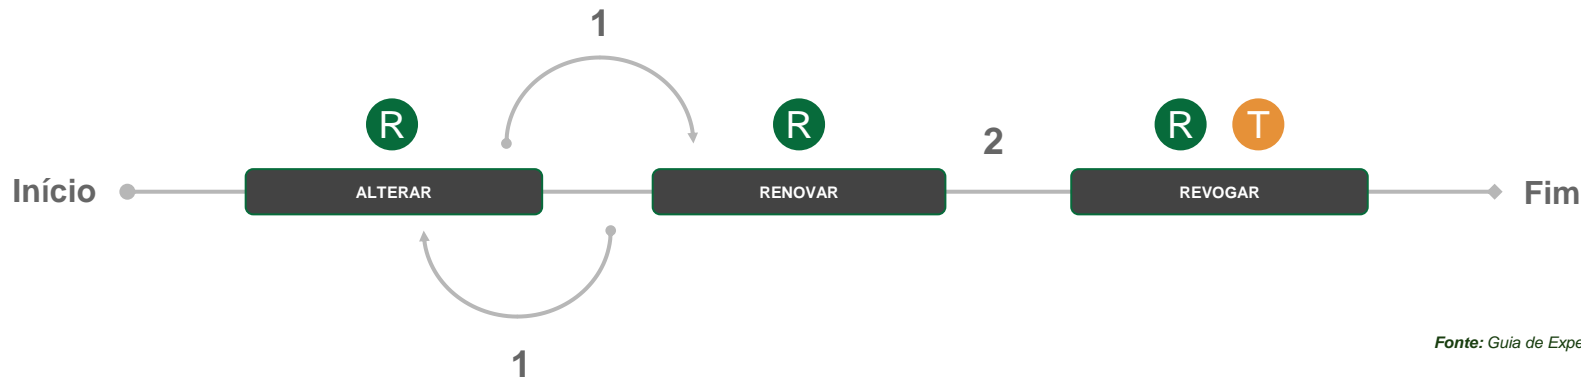 1
R
R
R
T
2
Início
ALTERAR
RENOVAR
REVOGAR
Fim
Fonte: Guia de
1